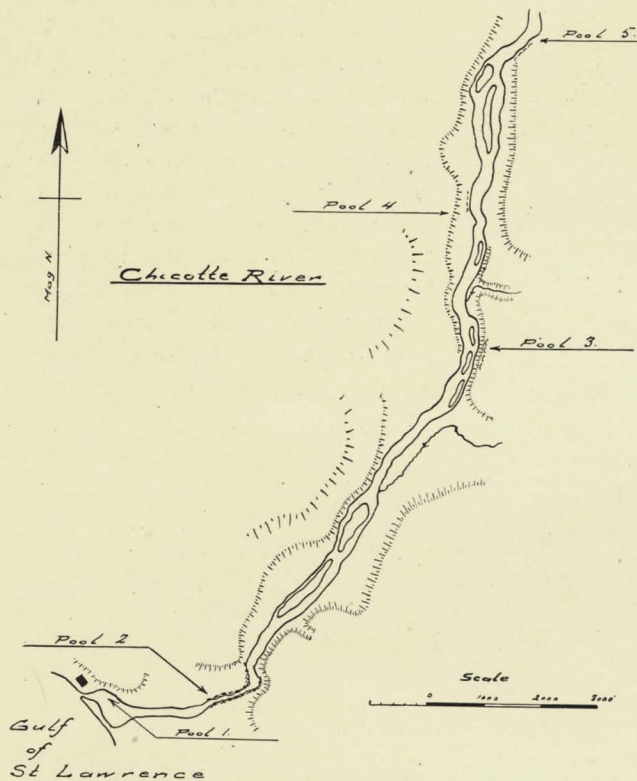 Pool 5.
Mag N
Pool 4
Chicotte River
Pool 3.
Pool 2
Scale
0 1000 2000 3000
Pool 1.
Gulf
of
St Lawrence